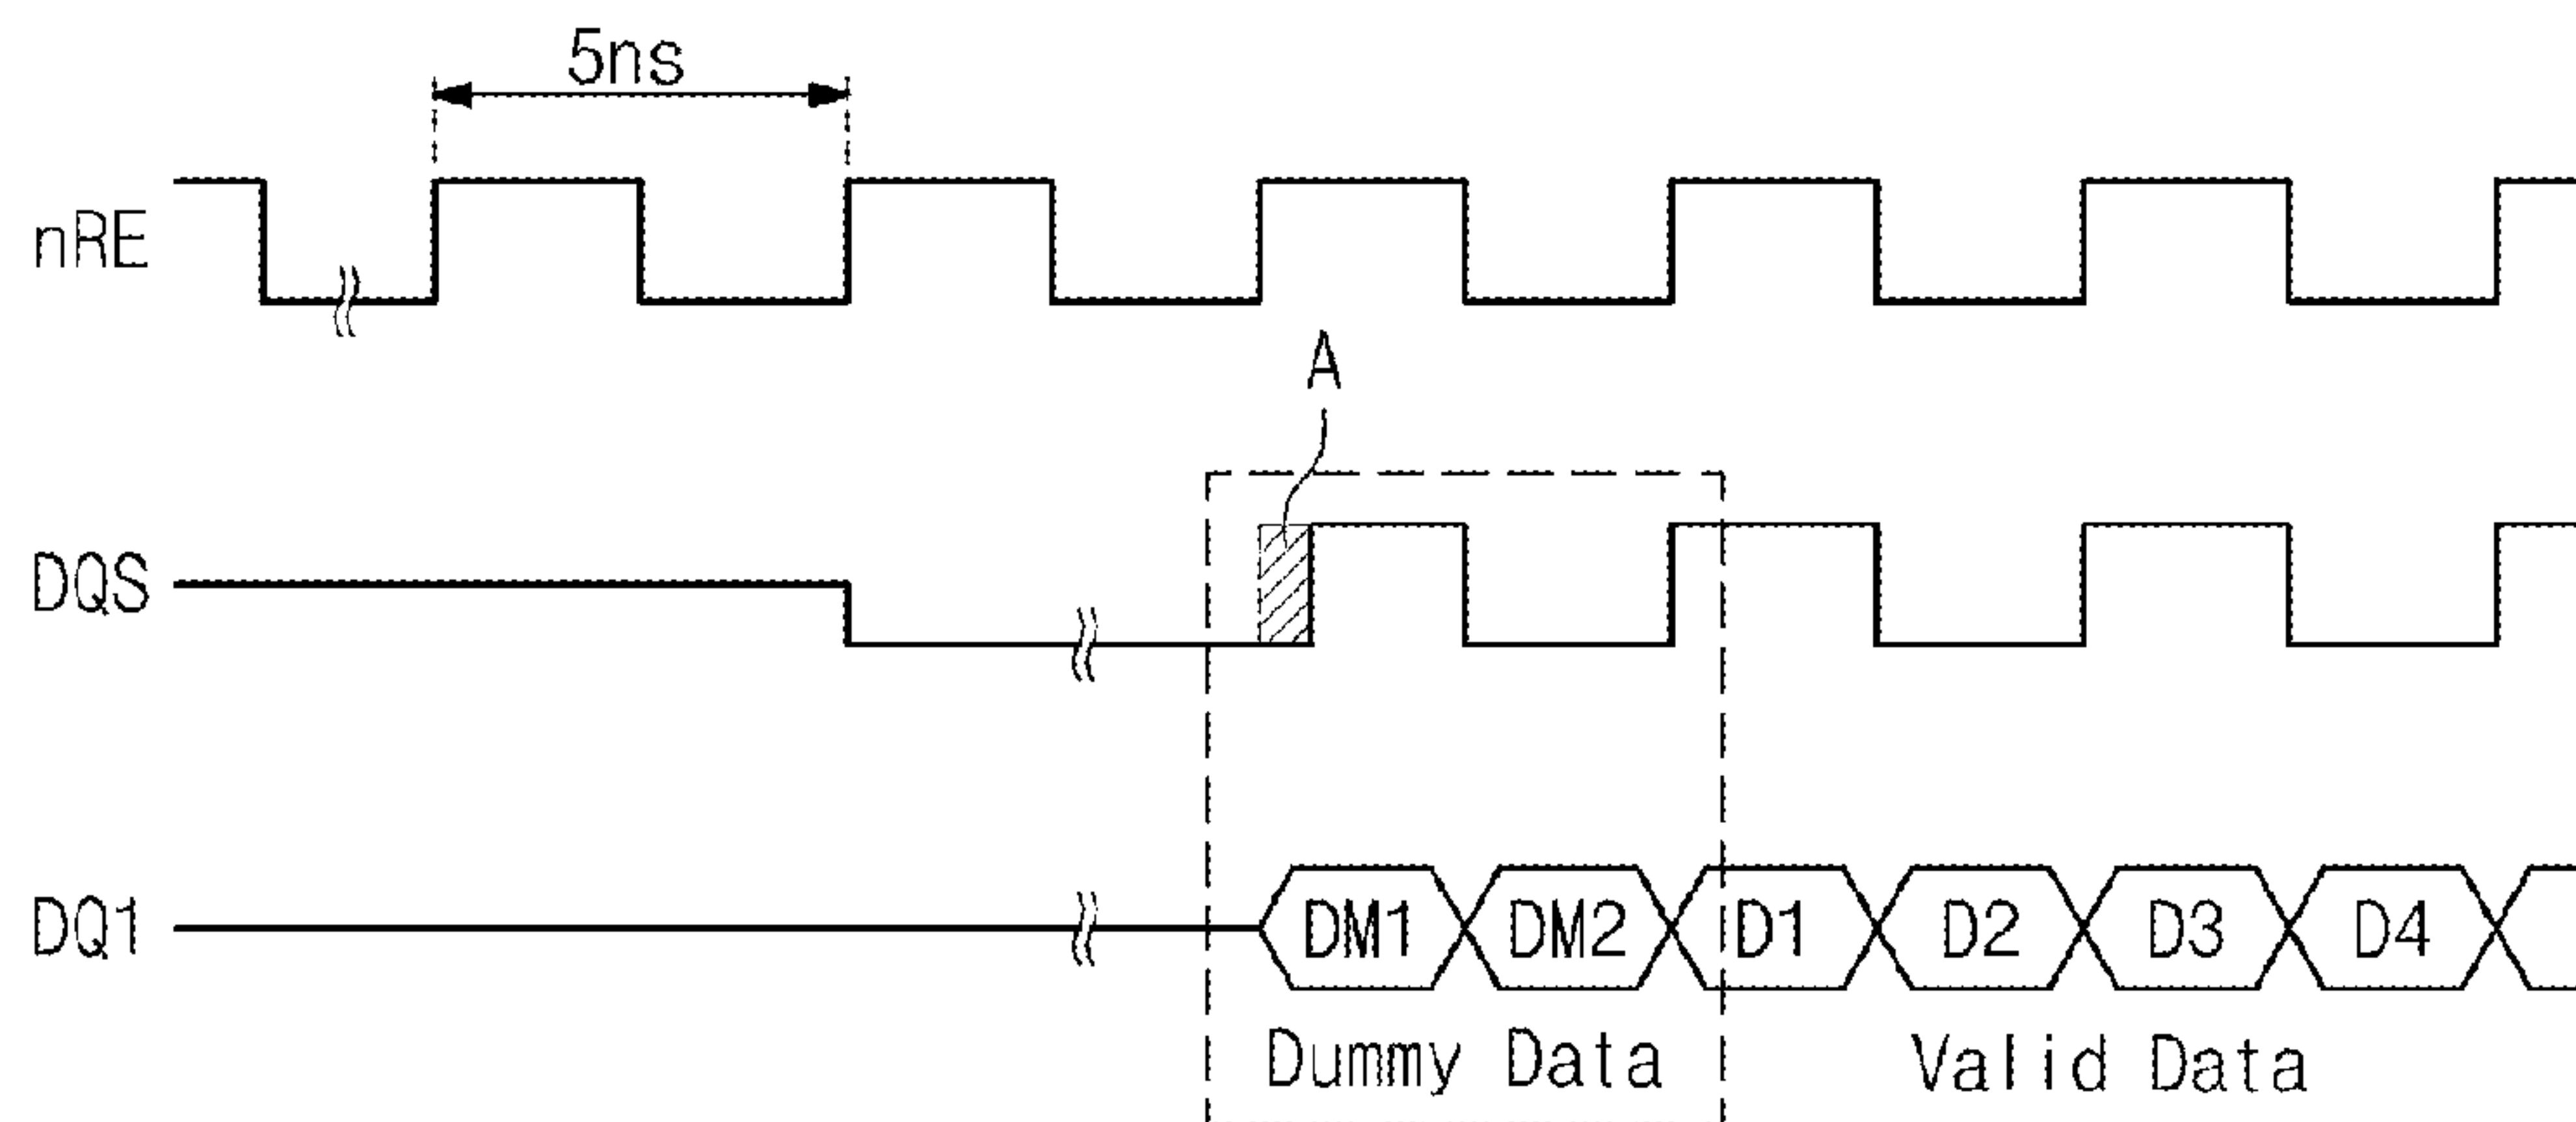 5ns
nRE
A
DQS
DQ1
DM1 DM2 D1 D2 D3 D4
Dummy Data
Valid Data